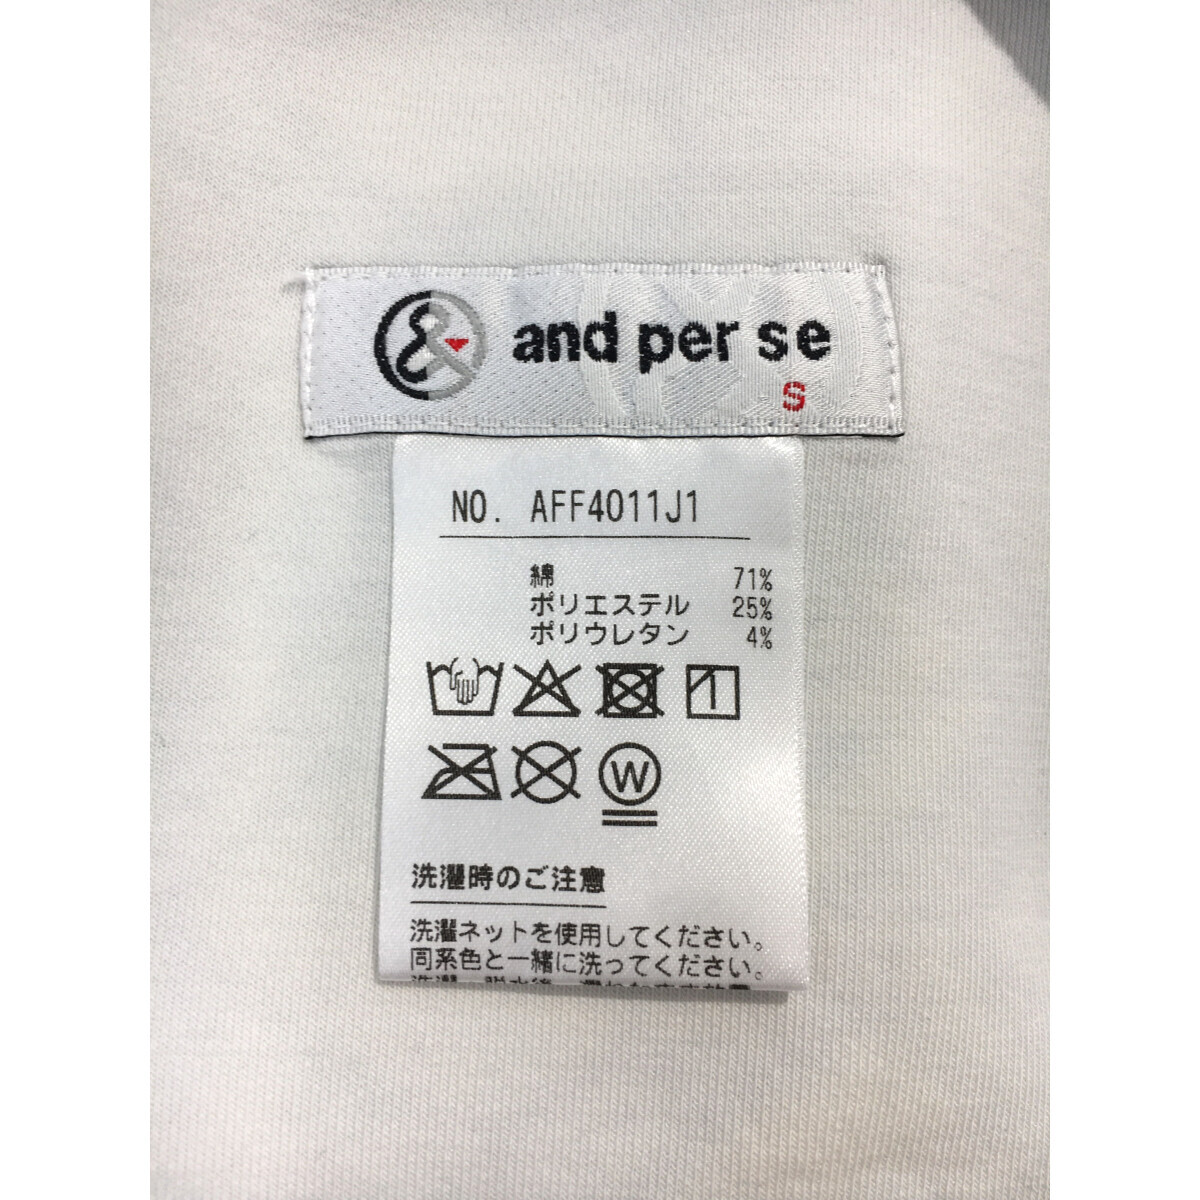 and per se
S
NO. AFF4011J1
綿 71%
ポリエステル 25%
ポリウレタン 4%
W
洗濯時のご注意
洗濯ネットを使用してください。
同系色と一緒に洗ってください。